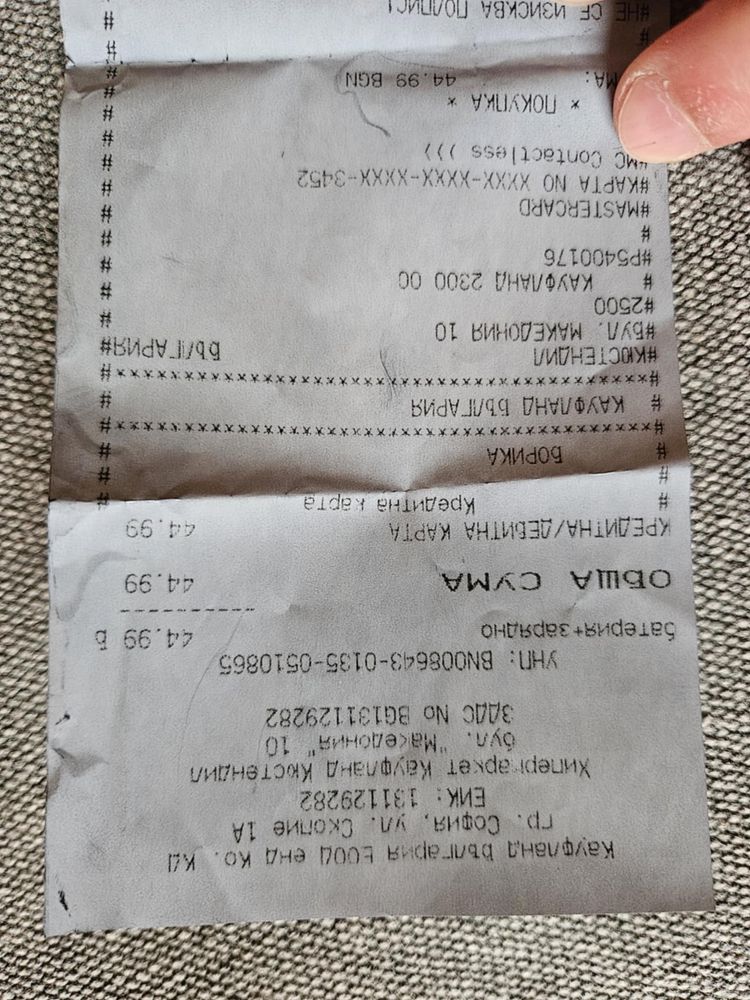 Кауфланд България ЕООД енд Ко. КД
гр. София, ул. Скопие 1А
ЕИК: 131129282
Хипермаркет Кауфланд Кюстендил
бул. "Македония" 10
ЗДДС No BG131129282
УНП: BN008643-0135-0510865
батерия+зарядно 44.99 Б
ОБЩА СУМА 44.99
КРЕДИТНА/ДЕБИТНА КАРТА 44.99
# Кредитна карта #
# БОРИКА #
#**************************************************#
# КАУФЛАНД БЪЛГАРИЯ #
#**************************************************#
#КЮСТЕНДИЛ БЪЛГАРИЯ#
#БУЛ. МАКЕДОНИЯ 10 #
#2500 #
# КАУФЛАНД 2300 00 #
#P5400176 #
# #
#MASTERCARD #
#КАРТА NO XXXX-XXXX-XXXX-3452 #
#MC Contactless ))) #
* ПОКУПКА * #
МА: 44.99 BGN #
# #
#НЕ СЕ ИЗИСКВА ПОДПИС! #